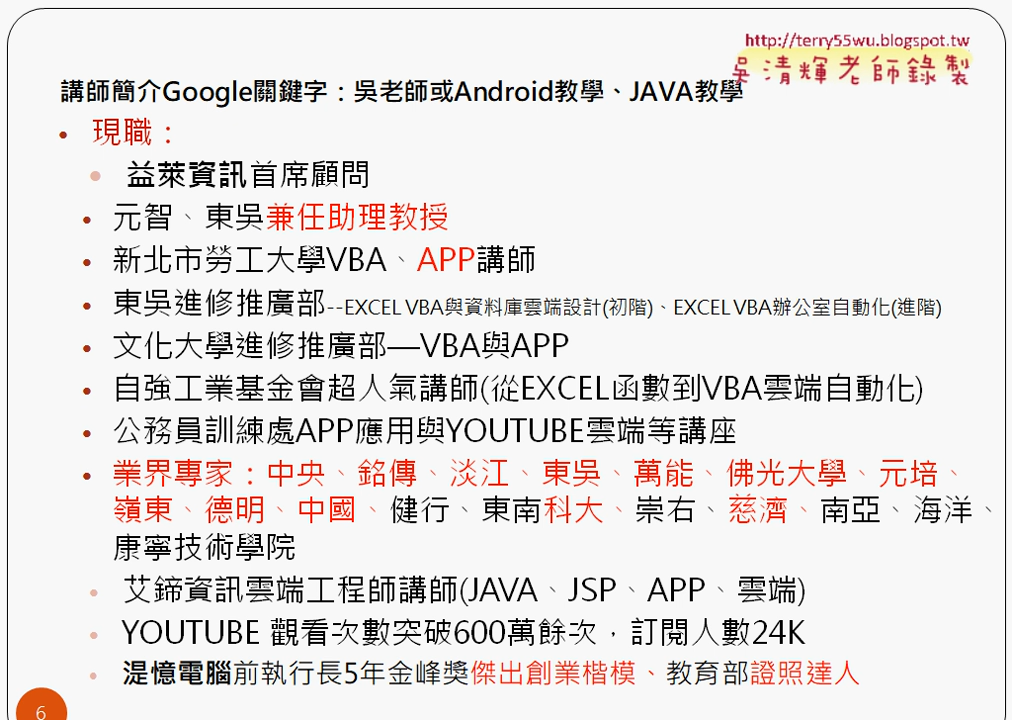 http://terry55wu.blogspot.tw
吳清輝老師錄製
講師簡介Google關鍵字：吳老師或Android教學、JAVA教學
• 現職：
• 益萊資訊首席顧問
• 元智、東吳兼任助理教授
• 新北市勞工大學VBA、APP講師
• 東吳進修推廣部--EXCEL VBA與資料庫雲端設計(初階)、EXCEL VBA辦公室自動化(進階)
• 文化大學進修推廣部—VBA與APP
• 自強工業基金會超人氣講師(從EXCEL函數到VBA雲端自動化)
• 公務員訓練處APP應用與YOUTUBE雲端等講座
• 業界專家：中央、銘傳、淡江、東吳、萬能、佛光大學、元培、
嶺東、德明、中國、健行、東南科大、崇右、慈濟、南亞、海洋、
康寧技術學院
• 艾鍗資訊雲端工程師講師(JAVA、JSP、APP、雲端)
• YOUTUBE 觀看次數突破600萬餘次，訂閱人數24K
• 湜憶電腦前執行長5年金峰獎傑出創業楷模、教育部證照達人
6